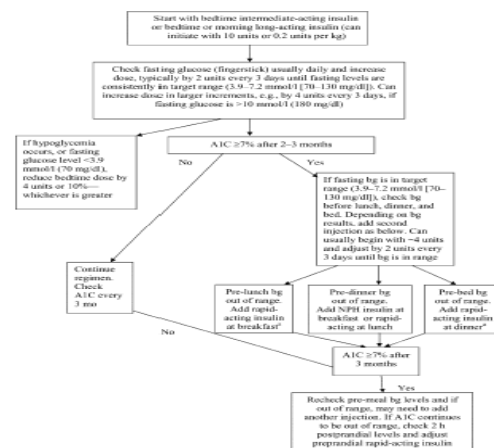 Start with bedtime intermediate-acting insulin
or bedtime or morning long-acting insulin (can
initiate with 10 units or 0.2 units per kg)
Check fasting glucose (fingerstick) usually daily and increase
dose, typically by 2 units every 3 days until fasting levels are
consistently in target range (3.9–7.2 mmol/l [70–130 mg/dl]). Can
increase dose in larger increments, e.g., by 4 units every 3 days, if
fasting glucose is >10 mmol/l (180 mg/dl)
If hypoglycemia
occurs, or fasting
glucose level <3.9
mmol/l (70 mg/dl),
reduce bedtime dose by
4 units or 10%—
whichever is greater
A1C ≥7% after 2–3 months
No
Yes
If fasting bg is in target
range (3.9–7.2 mmol/l [70–
130 mg/dl]), check bg
before lunch, dinner, and
bed. Depending on bg
results, add second
injection as below. Can
usually begin with ~4 units
and adjust by 2 units every
3 days until bg is in range
Continue
regimen.
Check
A1C every
3 mo
Pre-lunch bg
out of range.
Add rapid-
acting insulin
at breakfast
Pre-dinner bg
out of range.
Add NPH insulin at
breakfast or rapid-
acting at lunch
Pre-bed bg
out of range.
Add rapid-
acting insulin
at dinner
No
A1C ≥7% after
3 months
Yes
Recheck pre-meal bg levels and if
out of range, may need to add
another injection. If A1C continues
to be out of range, check 2 h
postprandial levels and adjust
preprandial rapid-acting insulin